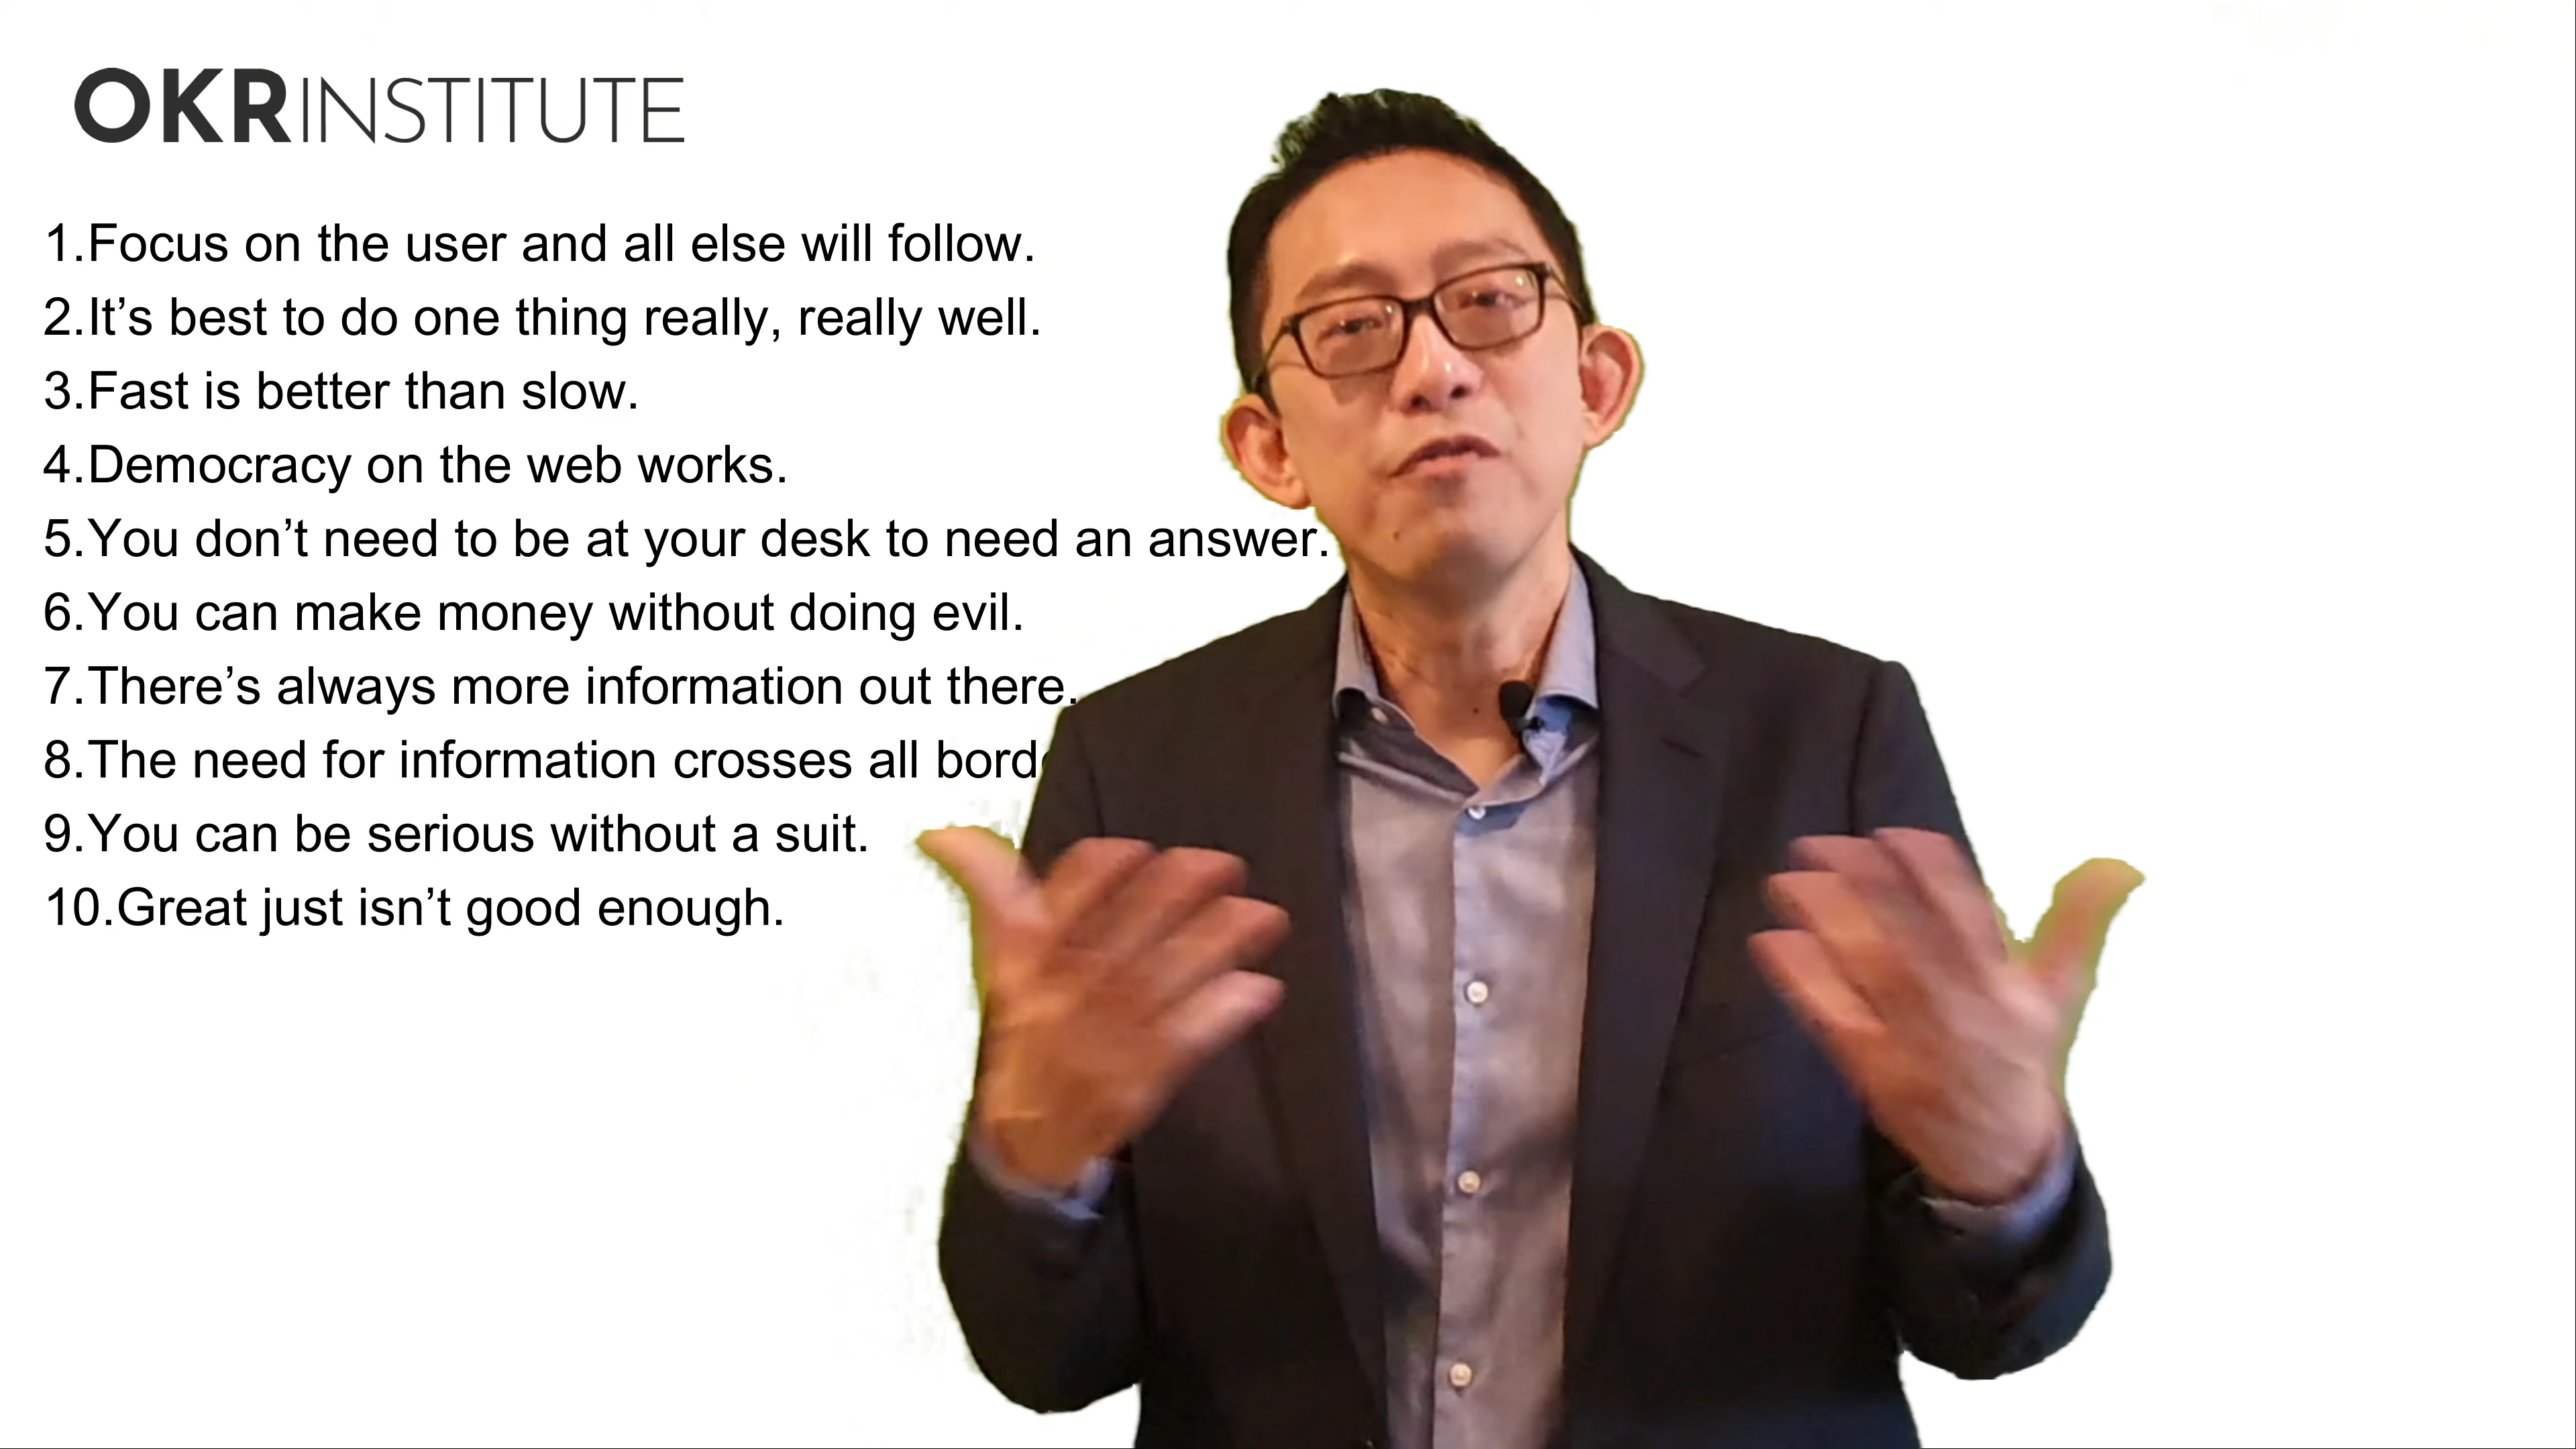 OKRINSTITUTE
1.Focus on the user and all else will follow.
2.It’s best to do one thing really, really well.
3.Fast is better than slow.
4.Democracy on the web works.
5.You don’t need to be at your desk to need an answer.
6.You can make money without doing evil.
7.There’s always more information out there.
8.The need for information crosses all
9.You can be serious without a suit.
10.Great just isn’t good enough.